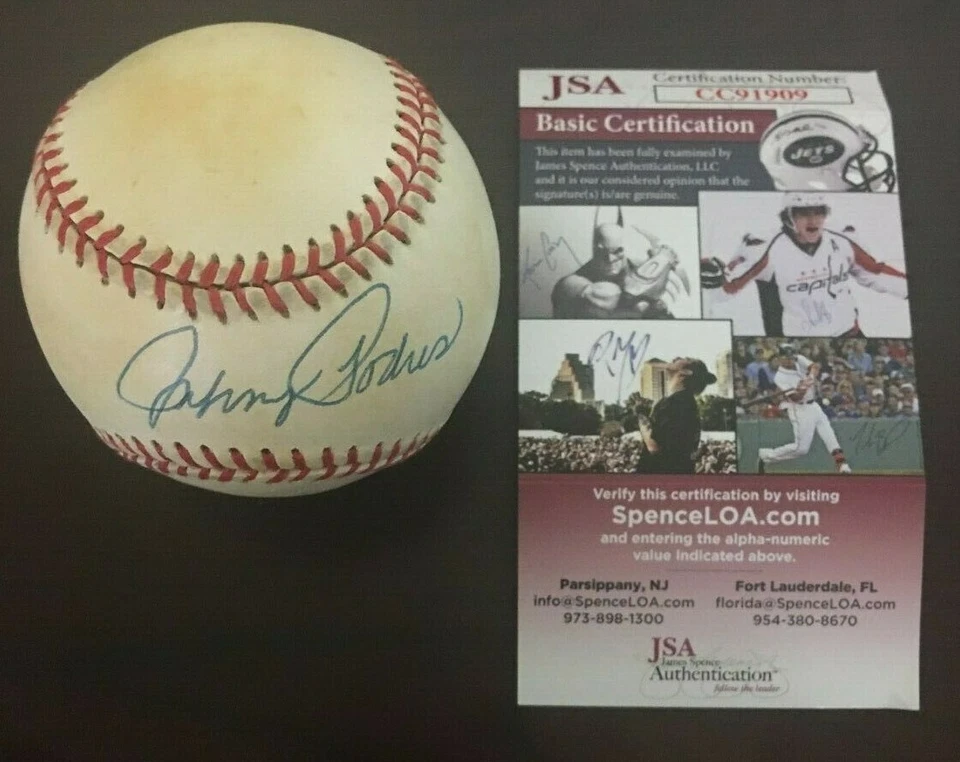 Johnny Podres
JSA
Certification Number:
CC91909
Basic Certification
This item has been fully examined by
James Spence Authentication, LLC
and it is our considered opinion that the
signature(s) is/are genuine.
JETS
capitals
Verify this certification by visiting
SpenceLOA.com
and entering the alpha-numeric
value indicated above.
Parsippany, NJ
info@SpenceLOA.com
973-898-1300
Fort Lauderdale, FL
florida@SpenceLOA.com
954-380-8670
JSA
James Spence
Authentication™
follow the leader